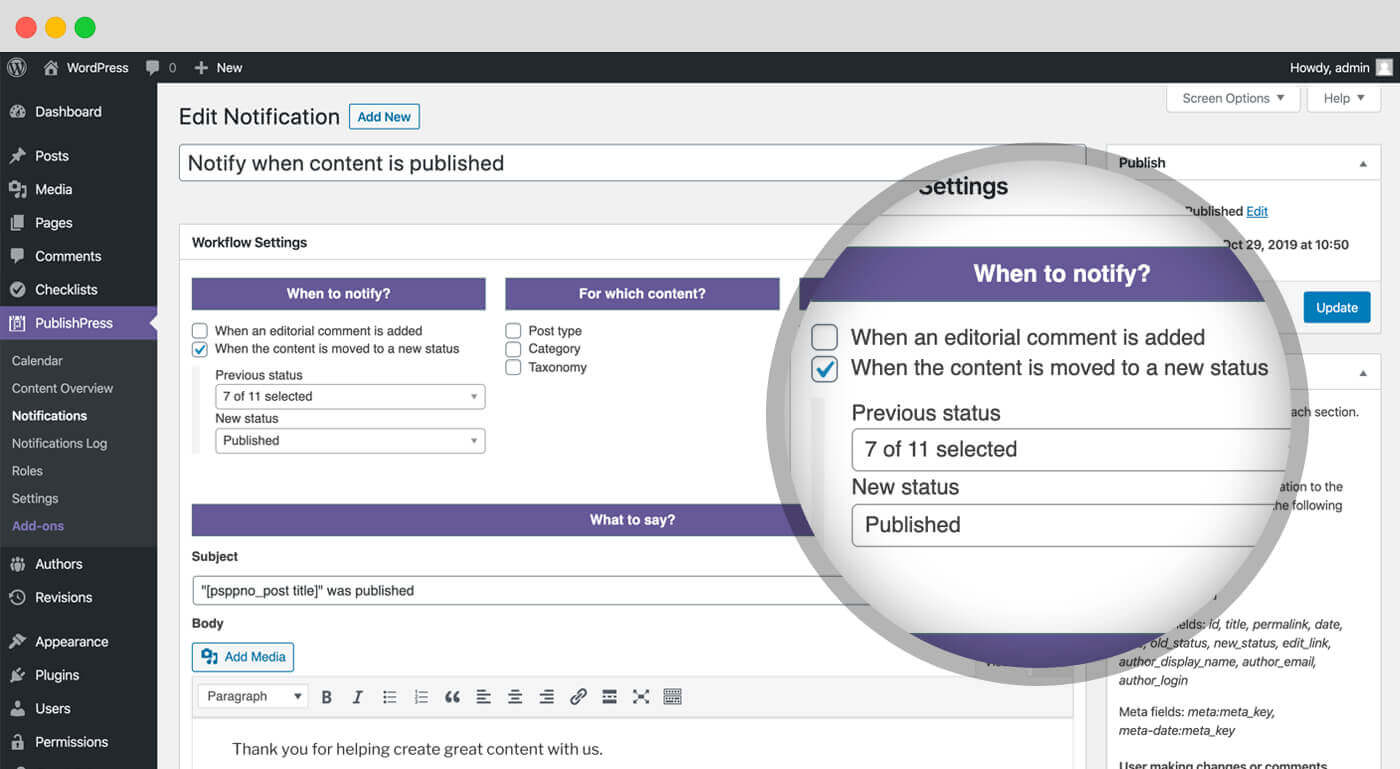 WordPress
0
New
Howdy, admin
Dashboard
Posts
Media
Pages
Comments
Checklists
PublishPress
Calendar
Content Overview
Notifications
Notifications Log
Roles
Settings
Add-ons
Authors
Revisions
Appearance
Plugins
Users
Permissions
Screen Options
Help
Edit Notification
Add New
Notify when content is published
Workflow Settings
When to notify?
When an editorial comment is added
When the content is moved to a new status
Previous status
7 of 11 selected
New status
Published
For which content?
Post type
Category
Taxonomy
What to say?
Subject
"[psppno_post title]" was published
Body
Add Media
Paragraph
B I
Thank you for helping create great content with us.
Settings
When to notify?
When an editorial comment is added
When the content is moved to a new status
Previous status
7 of 11 selected
New status
Published
Publish
Published Edit
Oct 29, 2019 at 10:50
Update
each section.
to the
the following
id, title, permalink, date,
old_status, new_status, edit_link,
author_display_name, author_email,
author_login
Meta fields: meta:meta_key,
meta-date:meta_key
User making changes or comments